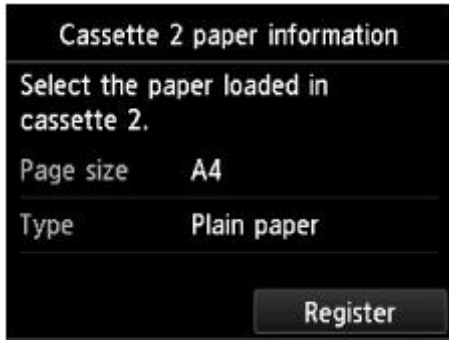 Cassette 2 paper information
Select the paper loaded in
cassette 2.
Page size A4
Type Plain paper
Register